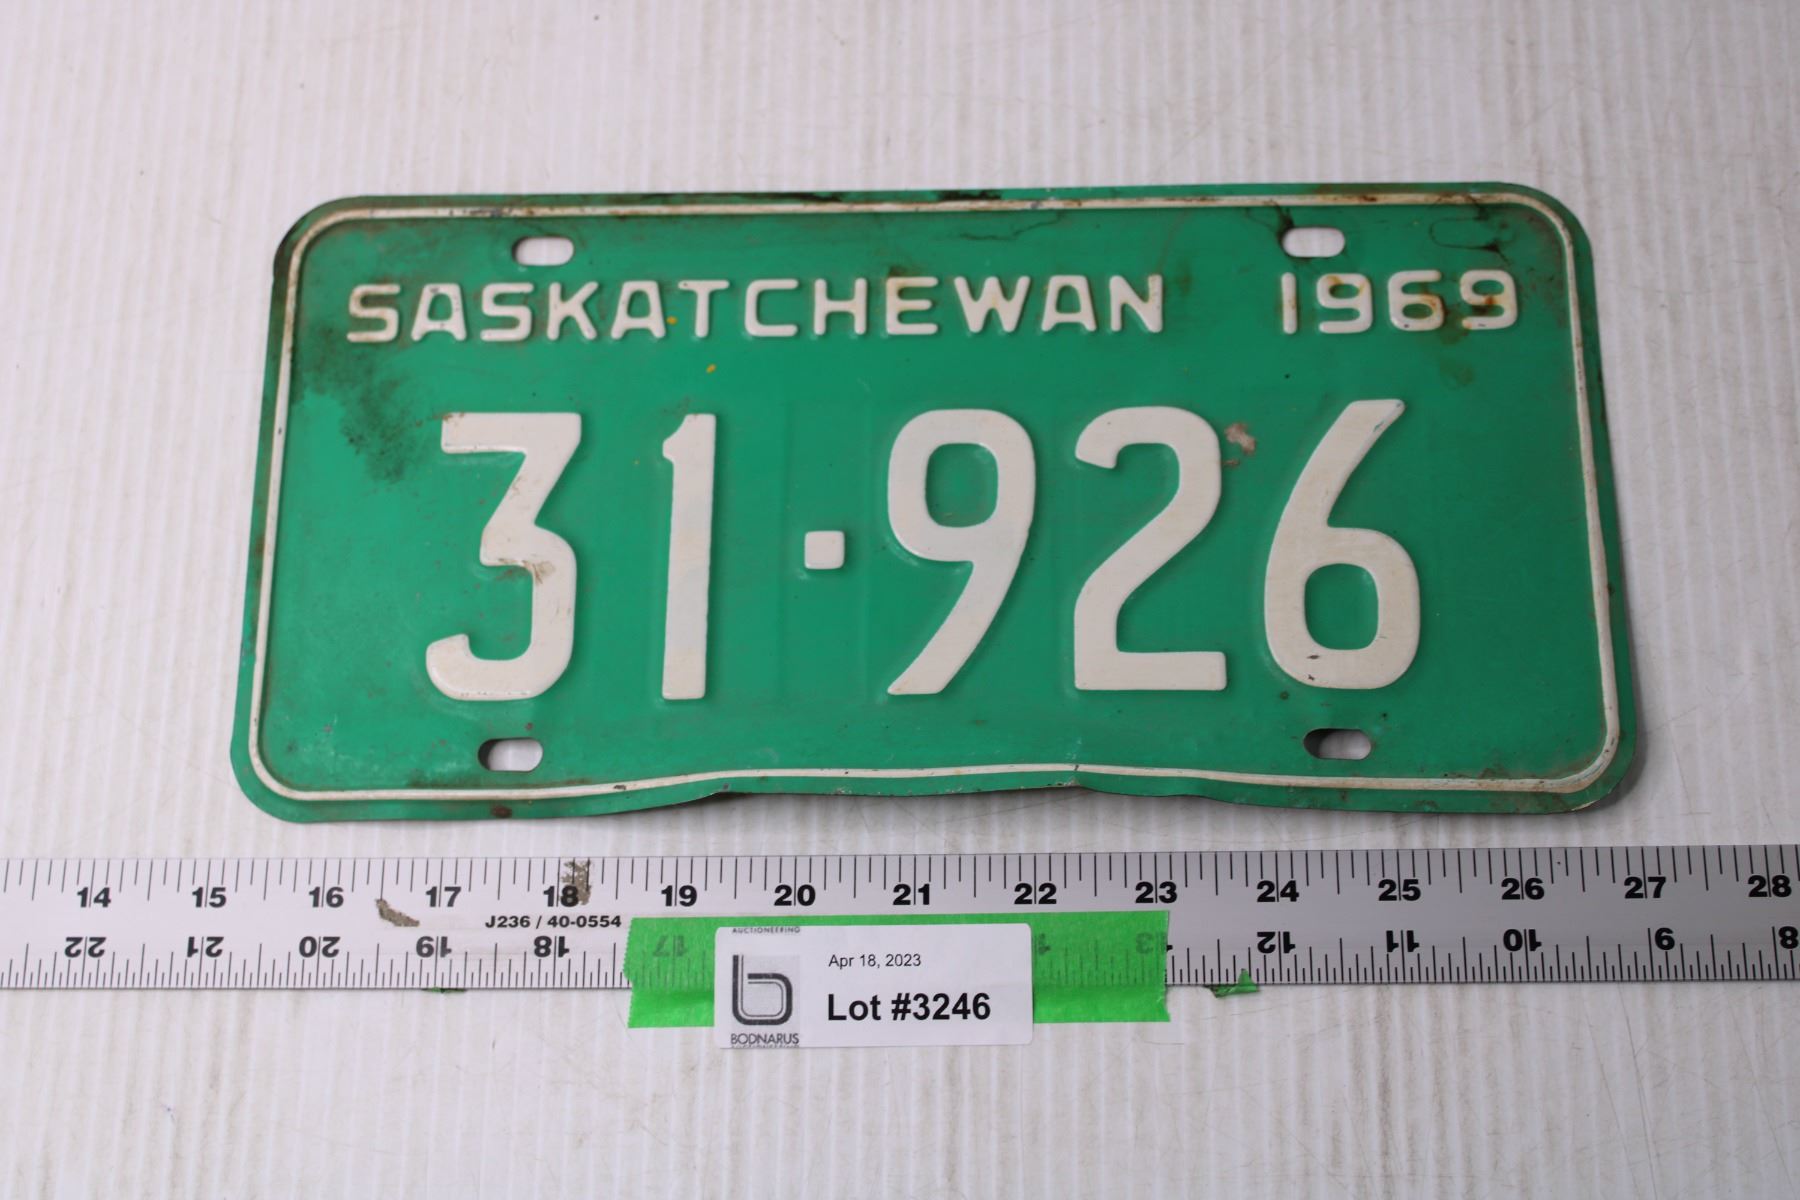 SASKATCHEWAN 1969
31·926
14 15 16 17 18 19 20 21 22 23 24 25 26 27 28
J236 / 40-0554
22 21 20 19 18 17 13 12 11 10 9 8
AUCTIONEERING
Apr 18, 2023
Lot #3246
BODNARUS